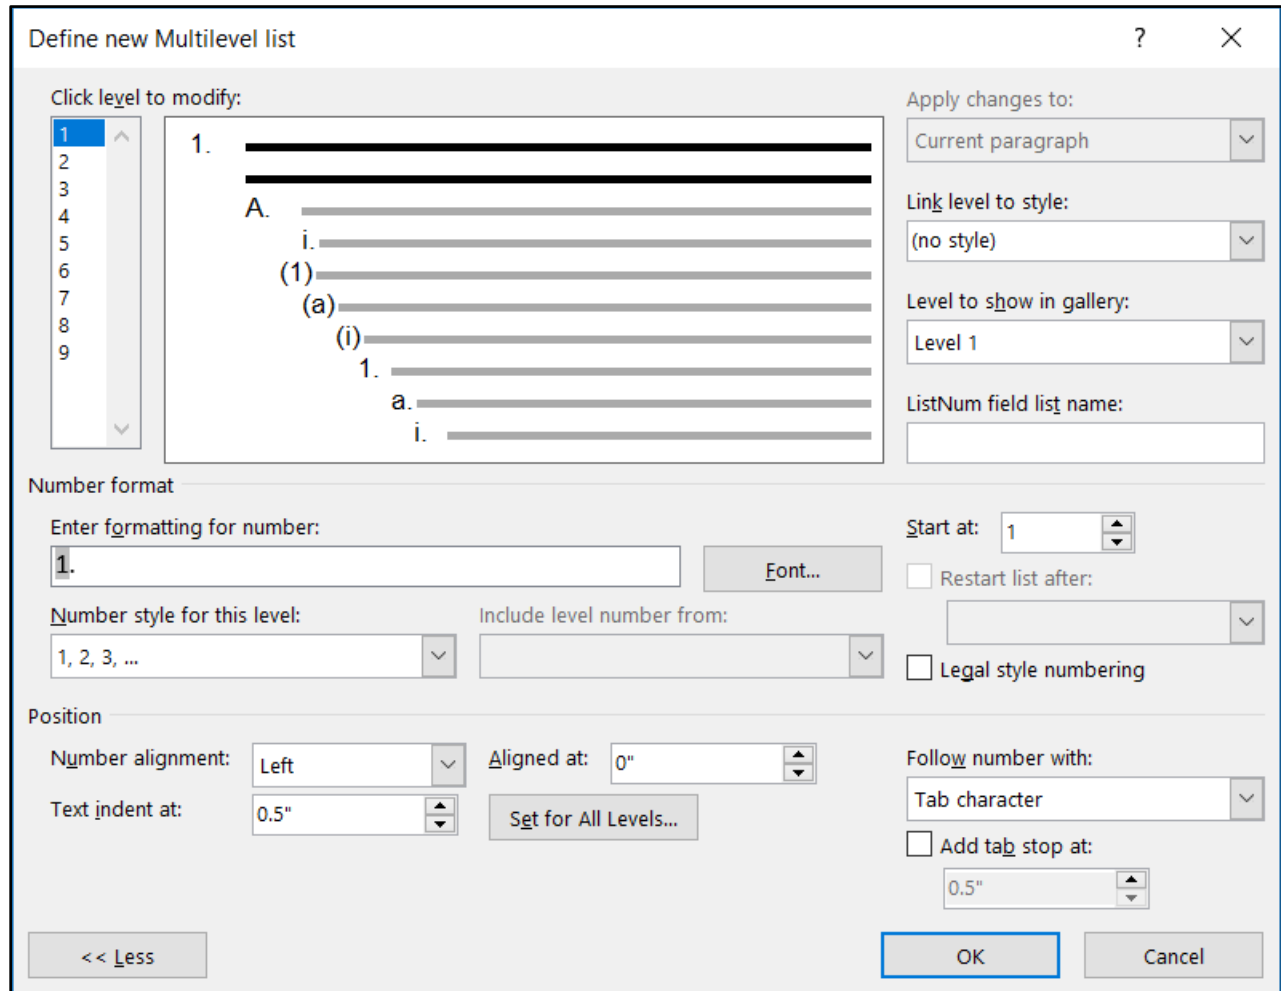 Define new Multilevel list ?
Click level to modify:
1
2
3
4
5
6
7
8
9
1.
A.
i.
(1)
(a)
(i)
1.
a.
i.
Apply changes to:
Current paragraph
Link level to style:
(no style)
Level to show in gallery:
Level 1
ListNum field list name:
Number format
Enter formatting for number:
1.
Font...
Number style for this level:
1, 2, 3, ...
Include level number from:
Start at: 1
Restart list after:
Legal style numbering
Position
Number alignment: Left
Aligned at: 0"
Text indent at: 0.5"
Set for All Levels...
Follow number with:
Tab character
Add tab stop at:
0.5"
<< Less
OK
Cancel